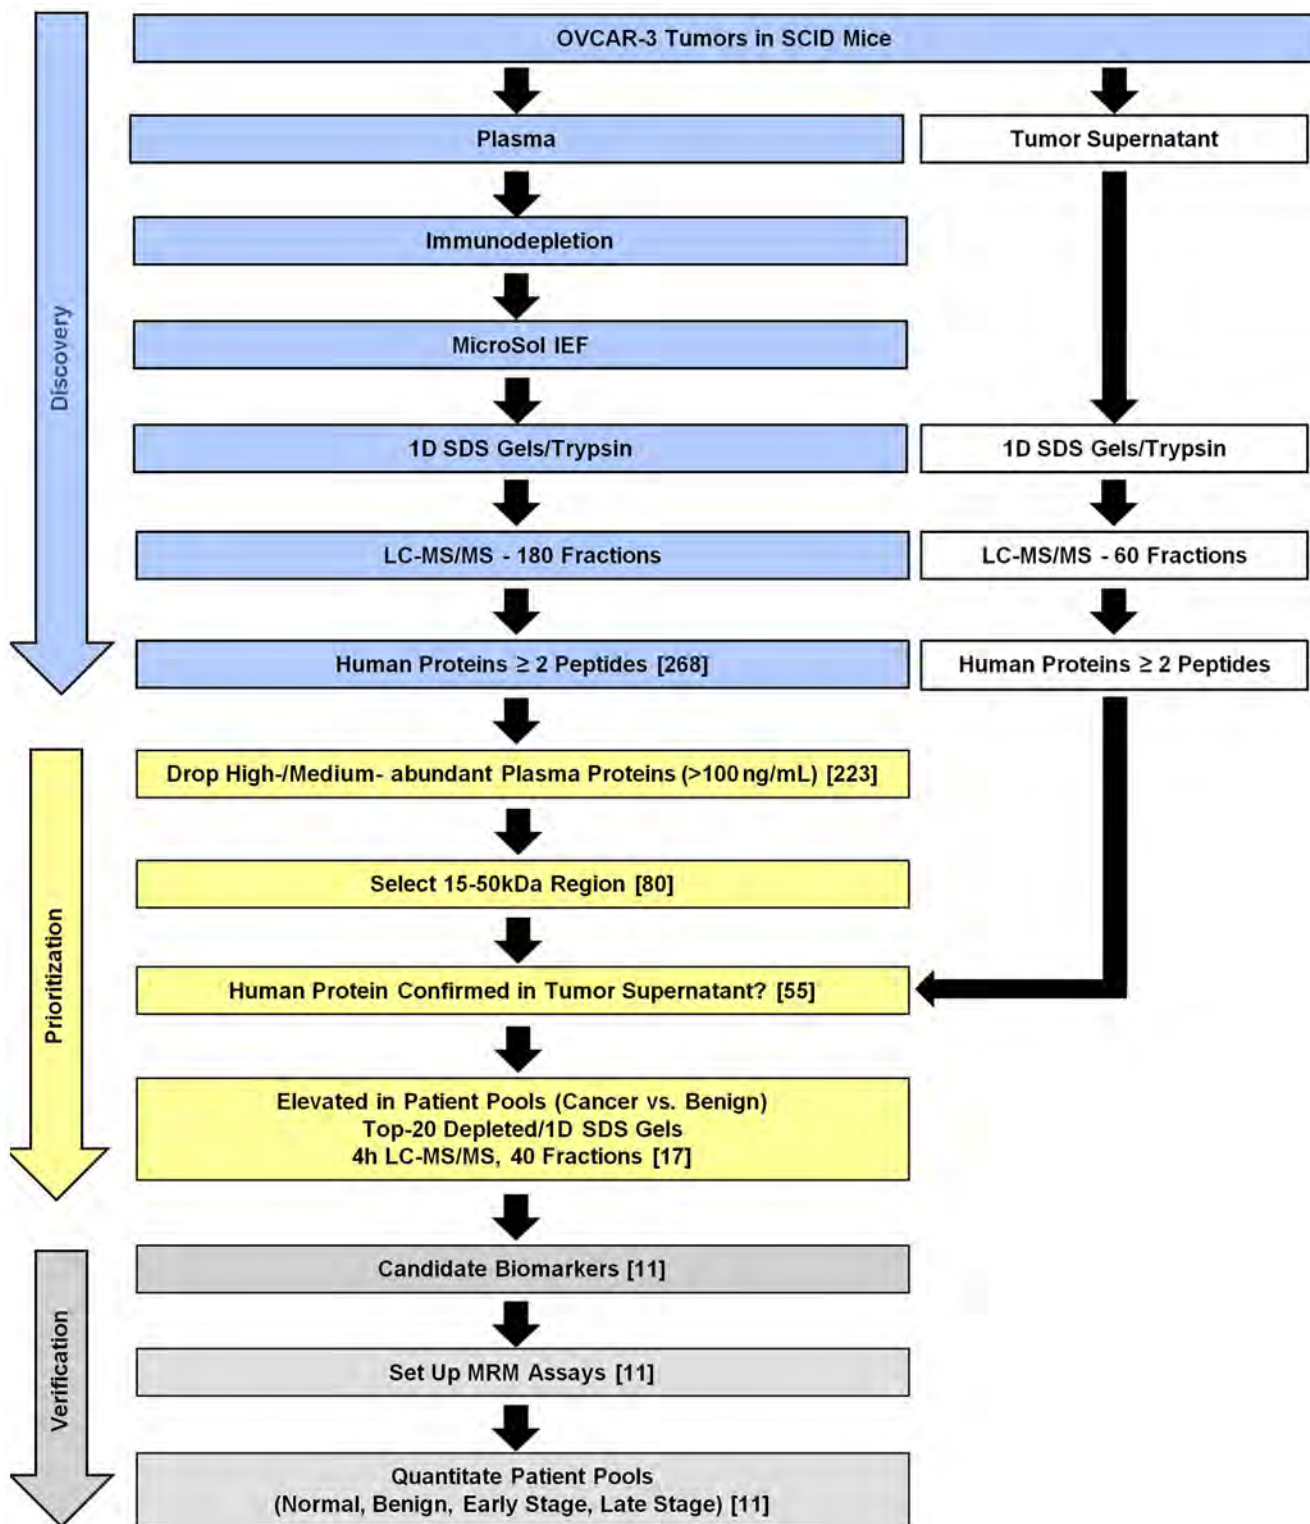 OVCAR-3 Tumors in SCID Mice
Plasma
Tumor Supernatant
Immunodepletion
MicroSol IEF
Discovery
1D SDS Gels/Trypsin
1D SDS Gels/Trypsin
LC-MS/MS - 180 Fractions
LC-MS/MS - 60 Fractions
Human Proteins ≥ 2 Peptides [268]
Human Proteins ≥ 2 Peptides
Drop High-/Medium- abundant Plasma Proteins (>100 ng/mL) [223]
Select 15-50kDa Region [80]
Prioritization
Human Protein Confirmed in Tumor Supernatant? [55]
Elevated in Patient Pools (Cancer vs. Benign)
Top-20 Depleted/1D SDS Gels
4h LC-MS/MS, 40 Fractions [17]
Candidate Biomarkers [11]
Verification
Set Up MRM Assays [11]
Quantitate Patient Pools
(Normal, Benign, Early Stage, Late Stage) [11]